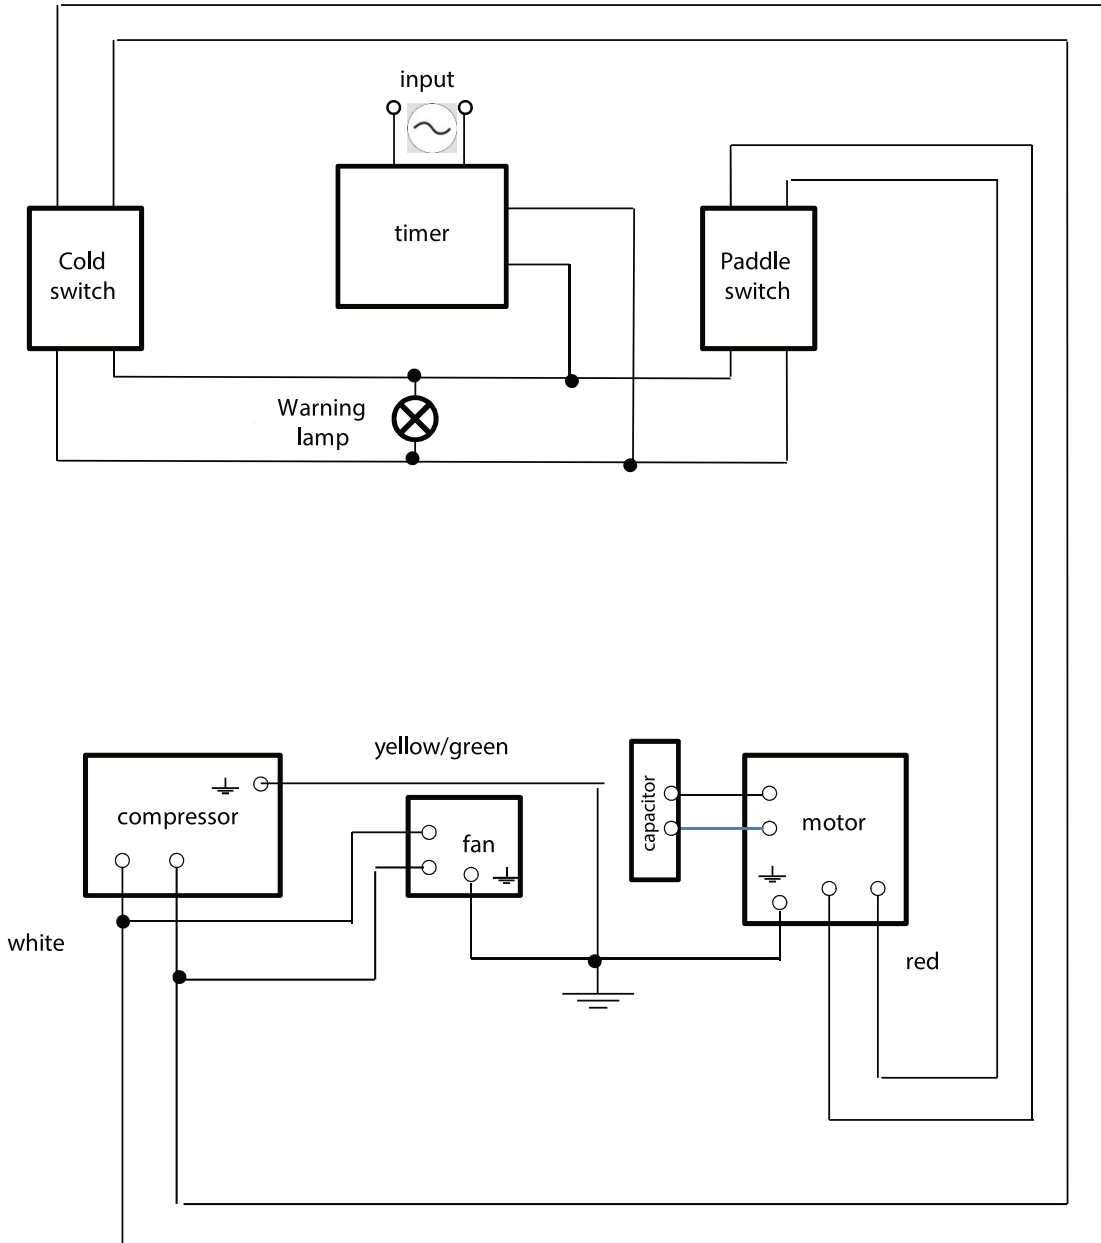 input
timer
Cold
switch
Paddle
switch
Warning
lamp
yellow/green
compressor
fan
capacitor
motor
white
red